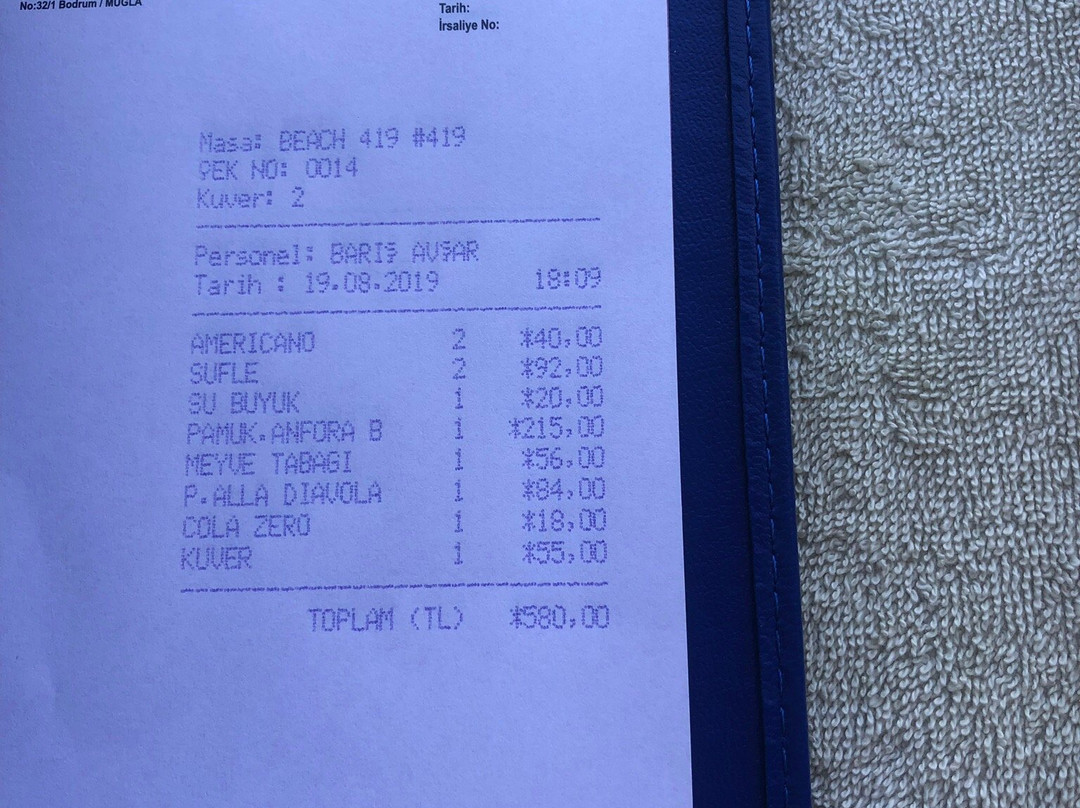 No:32/1 Bodrum / MUĞLA
Tarih:
İrsaliye No:
Masa: BEACH 419 #419
ÇEK NO: 0014
Kuver: 2
Personel: BARIŞ AVŞAR
Tarih : 19.08.2019 18:09
AMERICANO 2 *40,00
SUFLE 2 *92,00
SU BUYUK 1 *20,00
PAMUK.ANFORA B 1 *215,00
MEYVE TABAGI 1 *56,00
P.ALLA DIAVOLA 1 *84,00
COLA ZERO 1 *18,00
KUVER 1 *55,00
TOPLAM (TL) *580,00